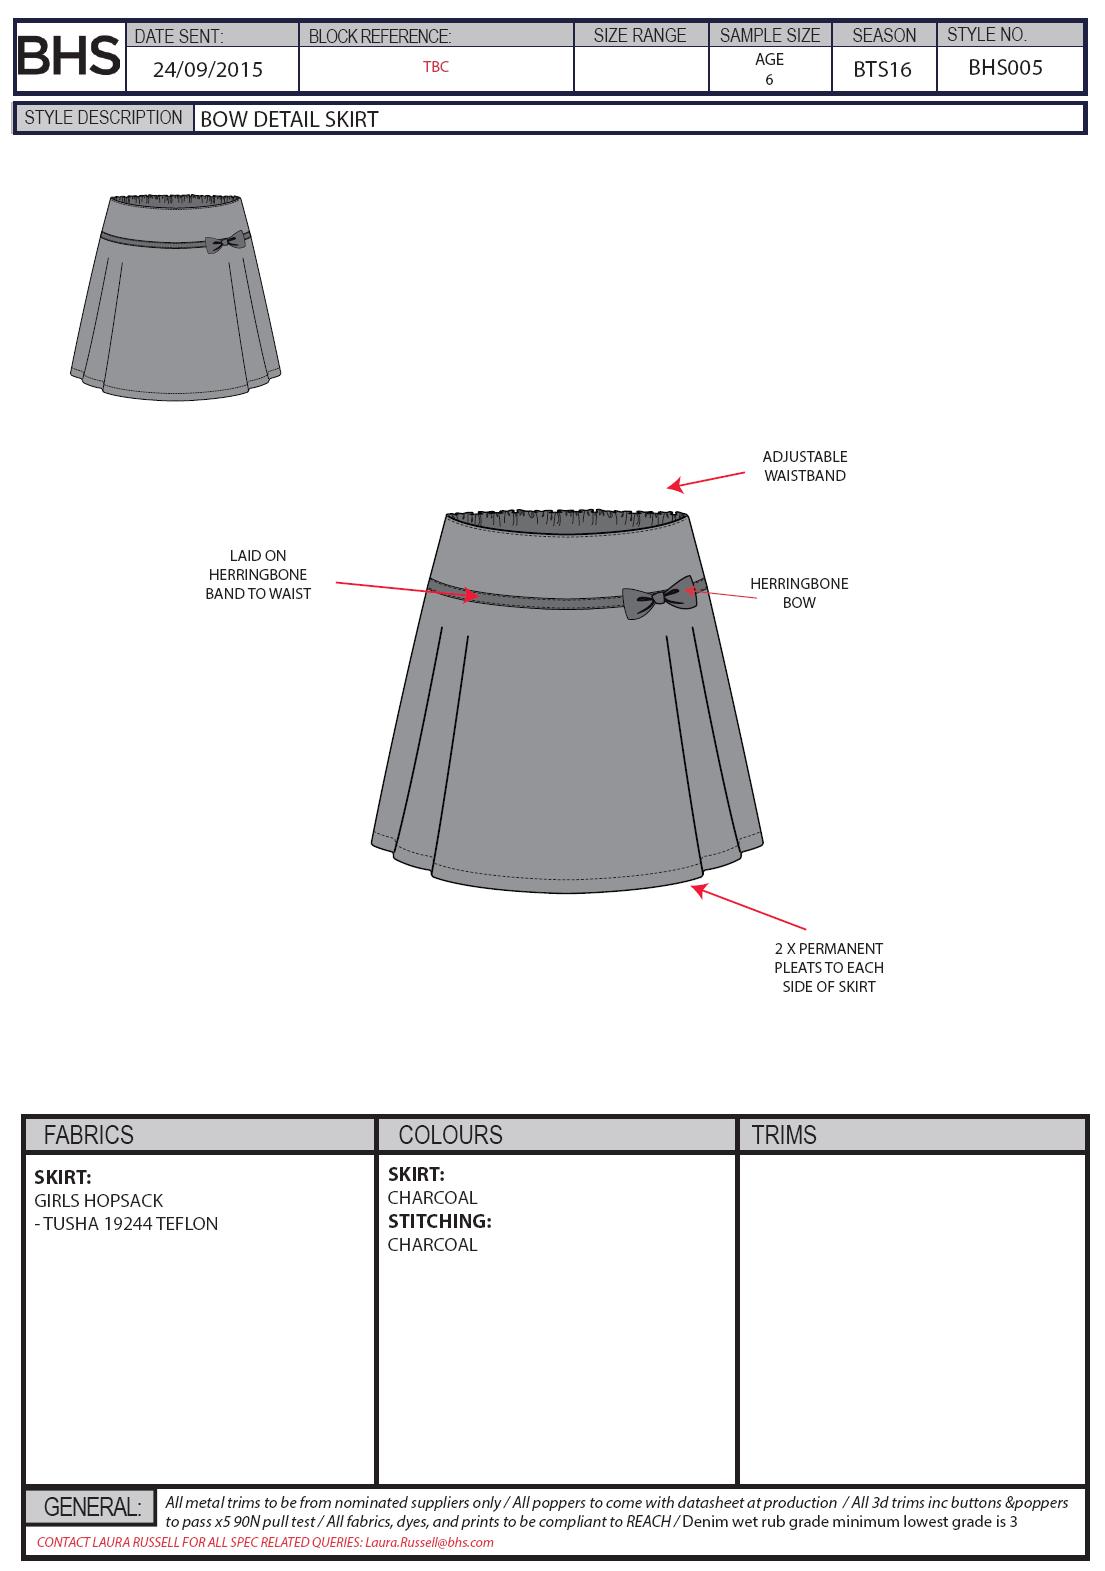 BHS
DATE SENT:
24/09/2015
BLOCK REFERENCE:
TBC
SIZE RANGE
SAMPLE SIZE
AGE
6
SEASON
BTS16
STYLE NO.
BHS005
STYLE DESCRIPTION
BOW DETAIL SKIRT
ADJUSTABLE
WAISTBAND
LAID ON
HERRINGBONE
BAND TO WAIST
HERRINGBONE
BOW
2 X PERMANENT
PLEATS TO EACH
SIDE OF SKIRT
FABRICS
SKIRT:
GIRLS HOPSACK
- TUSHA 19244 TEFLON
COLOURS
SKIRT:
CHARCOAL
STITCHING:
CHARCOAL
TRIMS
GENERAL:
All metal trims to be from nominated suppliers only / All poppers to come with datasheet at production / All 3d trims inc buttons &poppers
to pass x5 90N pull test / All fabrics, dyes, and prints to be compliant to REACH / Denim wet rub grade minimum lowest grade is 3
CONTACT LAURA RUSSELL FOR ALL SPEC RELATED QUERIES: Laura.Russell@bhs.com